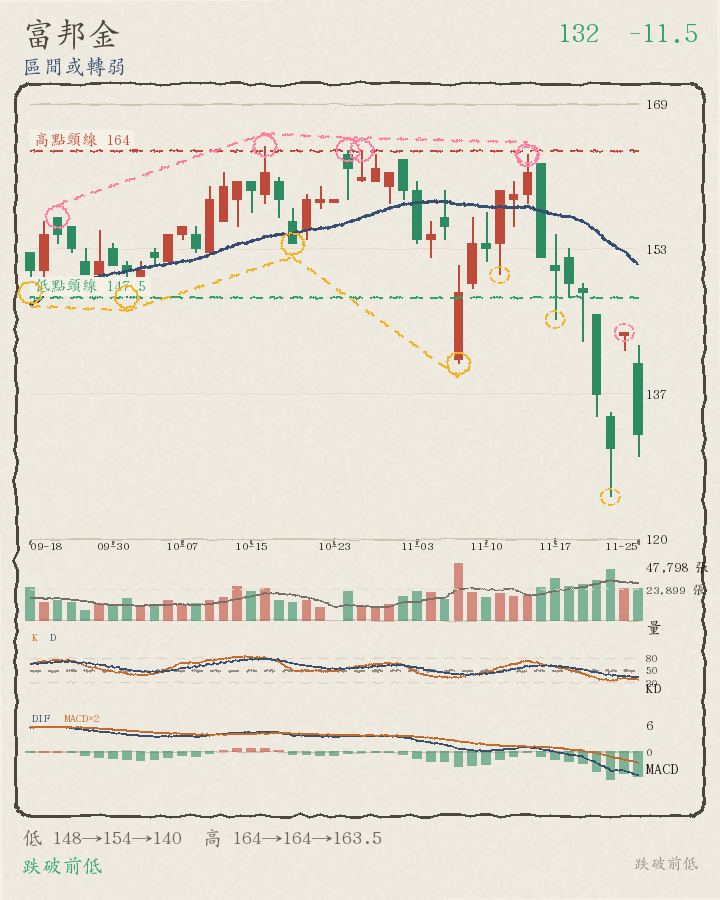 富邦金
132 -11.5
區間或轉弱
169
高點頸線 164
153
低點頸線 147.5
137
120
09-18 09-30 10-07 10-15 10-23 11-03 11-10 11-17 11-25
47,798 張
23,899 張
量
K D
80
50
20
KD
DIF MACD×2
6
0
MACD
低 148→154→140 高 164→164→163.5
跌破前低
跌破前低